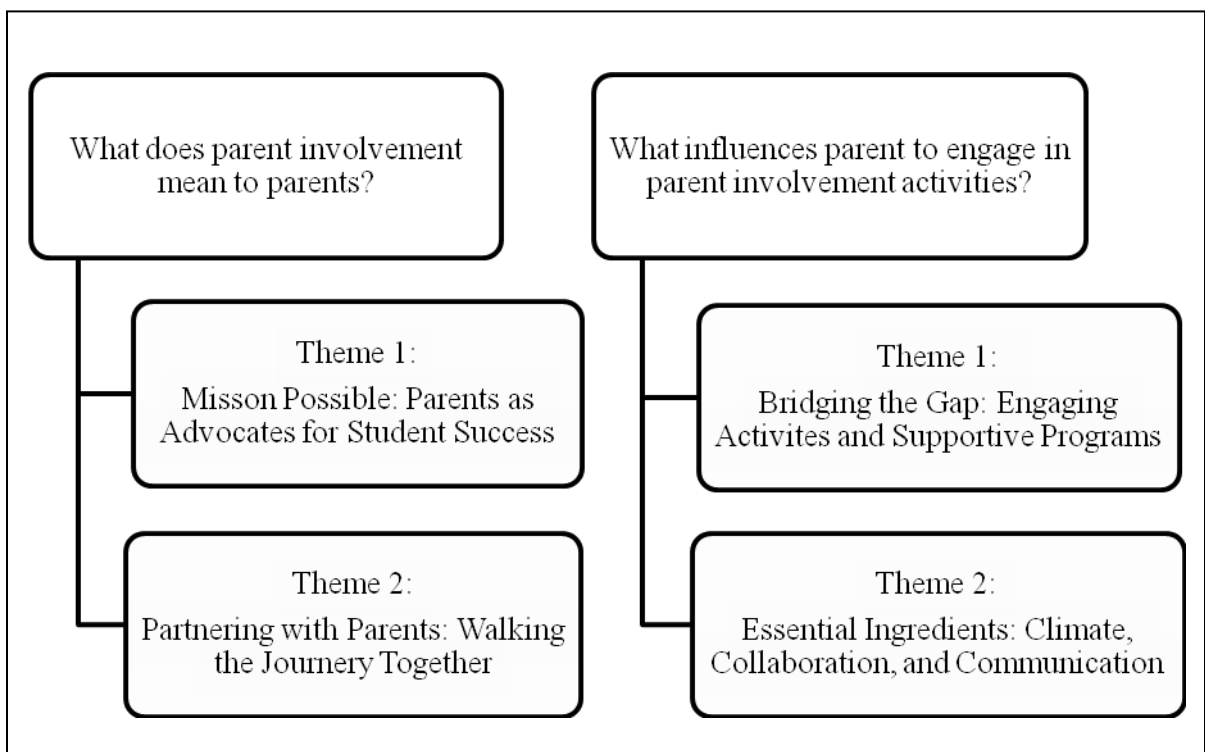 What does parent involvement
mean to parents?
Theme 1:
Misson Possible: Parents as
Advocates for Student Success
Theme 2:
Partnering with Parents: Walking
the Journery Together
What influences parent to engage in
parent involvement activities?
Theme 1:
Bridging the Gap: Engaging
Activites and Supportive Programs
Theme 2:
Essential Ingredients: Climate,
Collaboration, and Communication